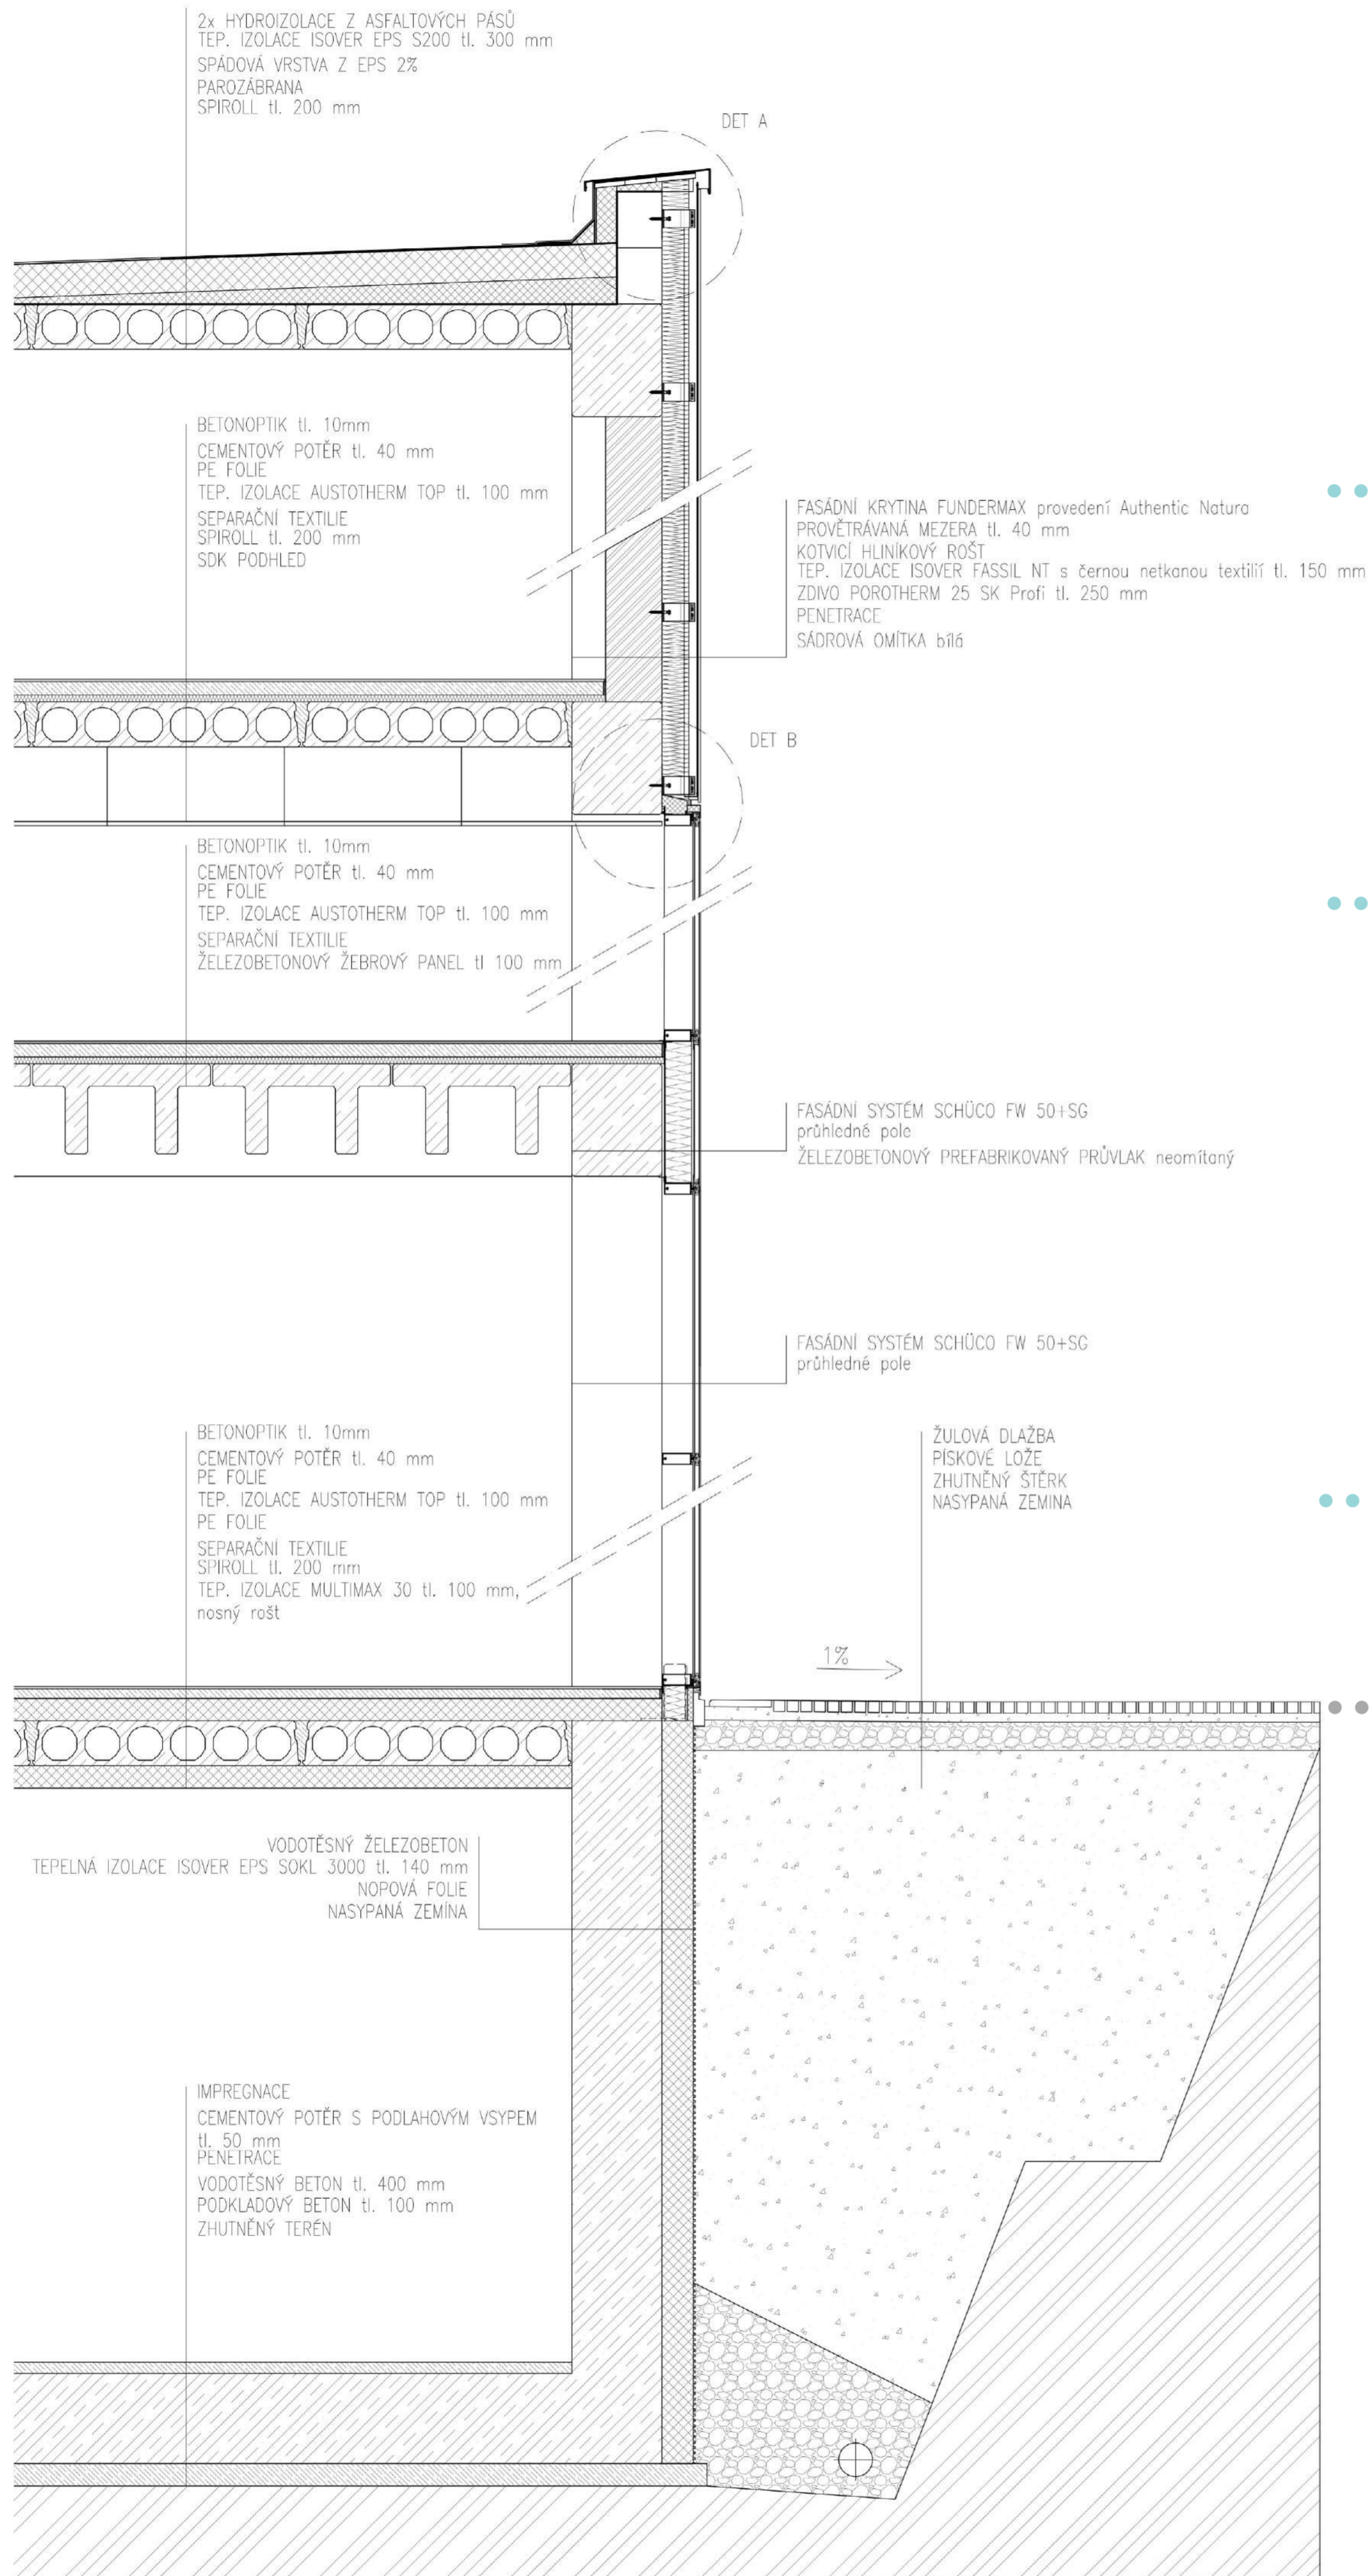 2x HYDROIZOLACE Z ASFALTOVÝCH PÁSŮ
TEP. IZOLACE ISOVER EPS S200 tl. 300 mm
SPÁDOVÁ VRSTVA Z EPS 2%
PAROZÁBRANA
SPIROLL tl. 200 mm
DET A
BETONOPTIK tl. 10mm
CEMENTOVÝ POTĚR tl. 40 mm
PE FOLIE
TEP. IZOLACE AUSTOTHERM TOP tl. 100 mm
SEPARAČNÍ TEXTILIE
SPIROLL tl. 200 mm
SDK PODHLED
FASÁDNÍ KRYTINA FUNDERMAX provedení Authentic Natura
PROVĚTRÁVANÁ MEZERA tl. 40 mm
KOTVICÍ HLINÍKOVÝ ROŠT
TEP. IZOLACE ISOVER FASSIL NT s černou netkanou textilií tl. 150 mm
ZDIVO POROTHERM 25 SK Profi tl. 250 mm
PENETRACE
SÁDROVÁ OMÍTKA bílá
DET B
BETONOPTIK tl. 10mm
CEMENTOVÝ POTĚR tl. 40 mm
PE FOLIE
TEP. IZOLACE AUSTOTHERM TOP tl. 100 mm
SEPARAČNÍ TEXTILIE
ŽELEZOBETONOVÝ ŽEBROVÝ PANEL tl 100 mm
FASÁDNÍ SYSTÉM SCHÜCO FW 50+SG
průhledné pole
ŽELEZOBETONOVÝ PREFABRIKOVANÝ PRŮVLAK neomítaný
FASÁDNÍ SYSTÉM SCHÜCO FW 50+SG
průhledné pole
BETONOPTIK tl. 10mm
CEMENTOVÝ POTĚR tl. 40 mm
PE FOLIE
TEP. IZOLACE AUSTOTHERM TOP tl. 100 mm
PE FOLIE
SEPARAČNÍ TEXTILIE
SPIROLL tl. 200 mm
TEP. IZOLACE MULTIMAX 30 tl. 100 mm,
nosný rošt
ŽULOVÁ DLAŽBA
PÍSKOVÉ LOŽE
ZHUTNĚNÝ ŠTĚRK
NASYPANÁ ZEMINA
1%
VODOTĚSNÝ ŽELEZOBETON
TEPELNÁ IZOLACE ISOVER EPS SOKL 3000 tl. 140 mm
NOPOVÁ FOLIE
NASYPANÁ ZEMÍNA
IMPREGNACE
CEMENTOVÝ POTĚR S PODLAHOVÝM VSYPEM
tl. 50 mm
PENETRACE
VODOTĚSNÝ BETON tl. 400 mm
PODKLADOVÝ BETON tl. 100 mm
ZHUTNĚNÝ TERÉN